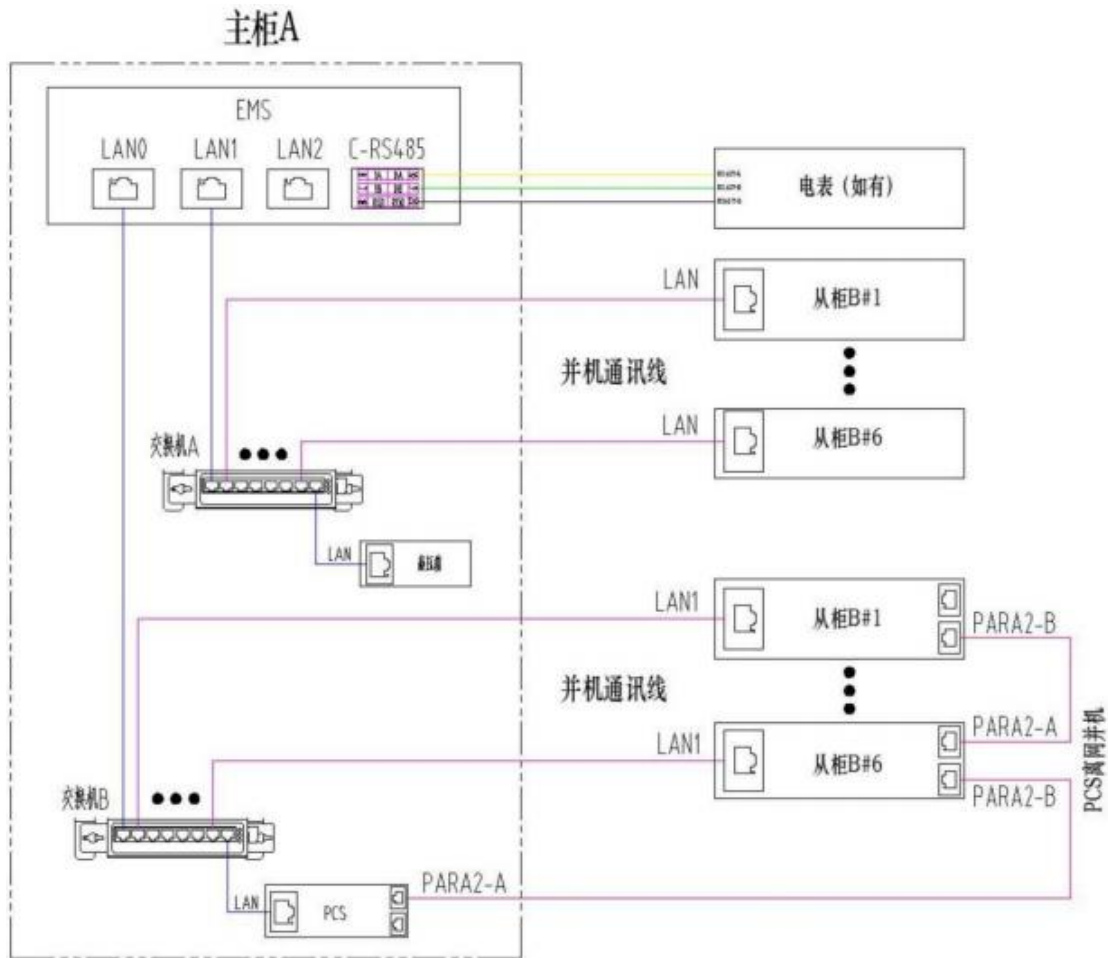 主柜A
EMS
LAN0 LAN1 LAN2 C-RS485
电表（如有）
LAN
从柜B#1
并机通讯线
LAN
从柜B#6
交换机A
LAN
LAN1
从柜B#1
PARA2-B
并机通讯线
PARA2-A
LAN1
从柜B#6
PARA2-B
PCS离网并机
交换机B
PARA2-A
LAN
PCS